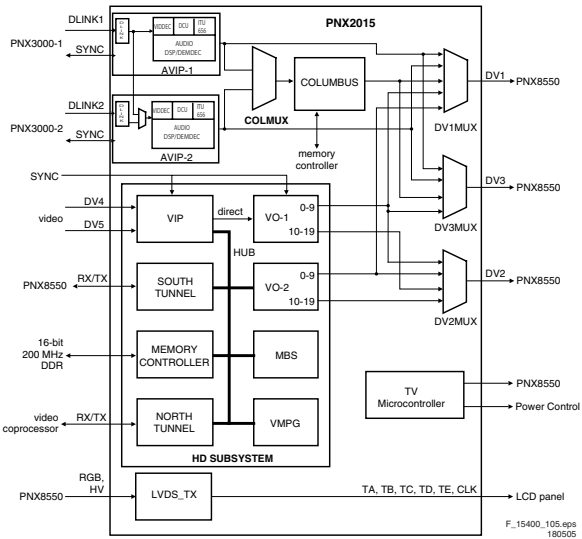 PNX2015
DLINK1
PNX3000-1
SYNC
D
L
I
N
K
VIDDEC
DCU
ITU
656
AUDIO
DSP/DEMDEC
AVIP-1
DLINK2
PNX3000-2
SYNC
D
L
I
N
K
VIDDEC
DCU
ITU
656
AUDIO
DSP/DEMDEC
AVIP-2
COLMUX
COLUMBUS
memory
controller
DV1
PNX8550
DV1MUX
DV3
PNX8550
DV3MUX
DV2
PNX8550
DV2MUX
SYNC
DV4
video
DV5
VIP
direct
VO-1
0-9
10-19
HUB
PNX8550
RX/TX
SOUTH
TUNNEL
VO-2
0-9
10-19
16-bit
200 MHz
DDR
MEMORY
CONTROLLER
MBS
video
coprocessor
RX/TX
NORTH
TUNNEL
VMPG
HD SUBSYSTEM
TV
Microcontroller
PNX8550
Power Control
RGB,
HV
PNX8550
LVDS_TX
TA, TB, TC, TD, TE, CLK
LCD panel
F_15400_105.eps
180505